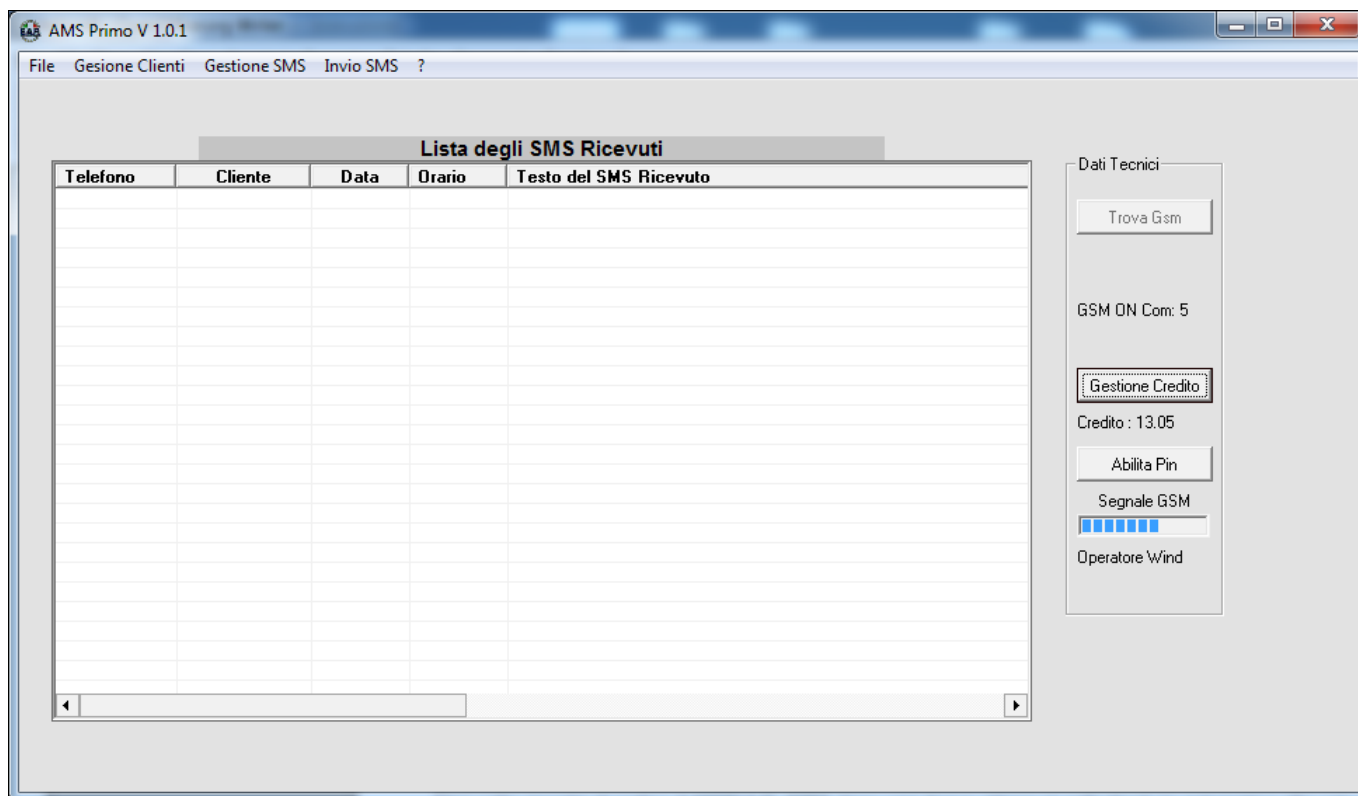 AMS Primo V 1.0.1
File Gesione Clienti Gestione SMS Invio SMS ?
Lista degli SMS Ricevuti
Telefono Cliente Data Orario Testo del SMS Ricevuto
Dati Tecnici
Trova Gsm
GSM ON Com: 5
Gestione Credito
Credito : 13.05
Abilita Pin
Segnale GSM
Operatore Wind